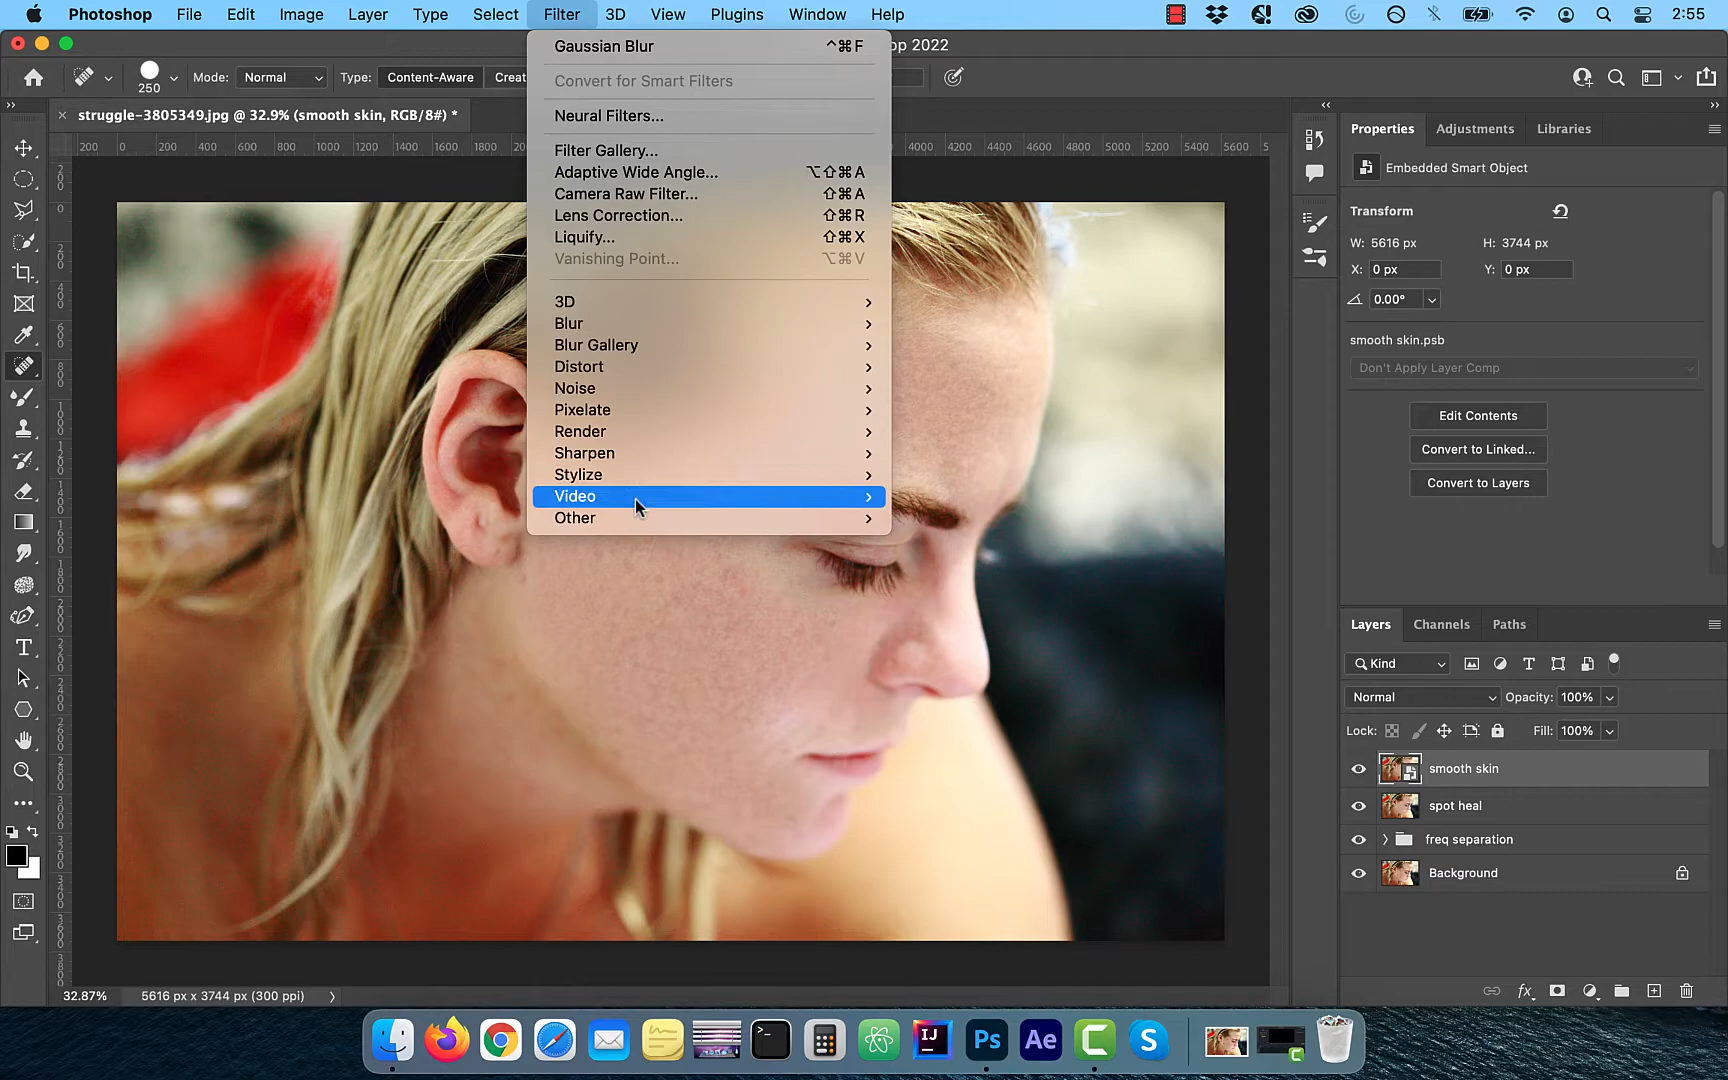 Photoshop File Edit Image Layer Type Select Filter 3D View Plugins Window Help 2:55
op 2022
250 Mode: Normal Type: Content-Aware Creat
× struggle-3805349.jpg @ 32.9% (smooth skin, RGB/8#) *
200 0 200 400 600 800 1000 1200 1400 1600 1800 4000 4200 4400 4600 4800 5000 5200 5400 5600
Gaussian Blur ^⌘F
Convert for Smart Filters
Neural Filters...
Filter Gallery...
Adaptive Wide Angle... ⌥⇧⌘A
Camera Raw Filter... ⇧⌘A
Lens Correction... ⇧⌘R
Liquify... ⇧⌘X
Vanishing Point... ⌥⌘V
3D >
Blur >
Blur Gallery >
Distort >
Noise >
Pixelate >
Render >
Sharpen >
Stylize >
Video >
Other >
Properties Adjustments Libraries
Embedded Smart Object
Transform
W: 5616 px H: 3744 px
X: 0 px Y: 0 px
0.00°
smooth skin.psb
Don't Apply Layer Comp
Edit Contents
Convert to Linked...
Convert to Layers
Layers Channels Paths
Kind
Normal Opacity: 100%
Lock: Fill: 100%
smooth skin
spot heal
freq separation
Background
fx
32.87% 5616 px x 3744 px (300 ppi) >
IJ Ps Ae C S